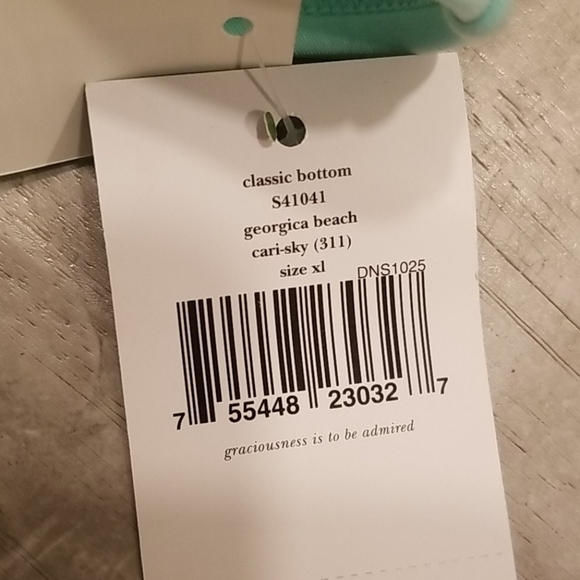 classic bottom
S41041
georgica beach
cari-sky (311)
size xl
DNS1025
7 55448 23032 7
graciousness is to be admired